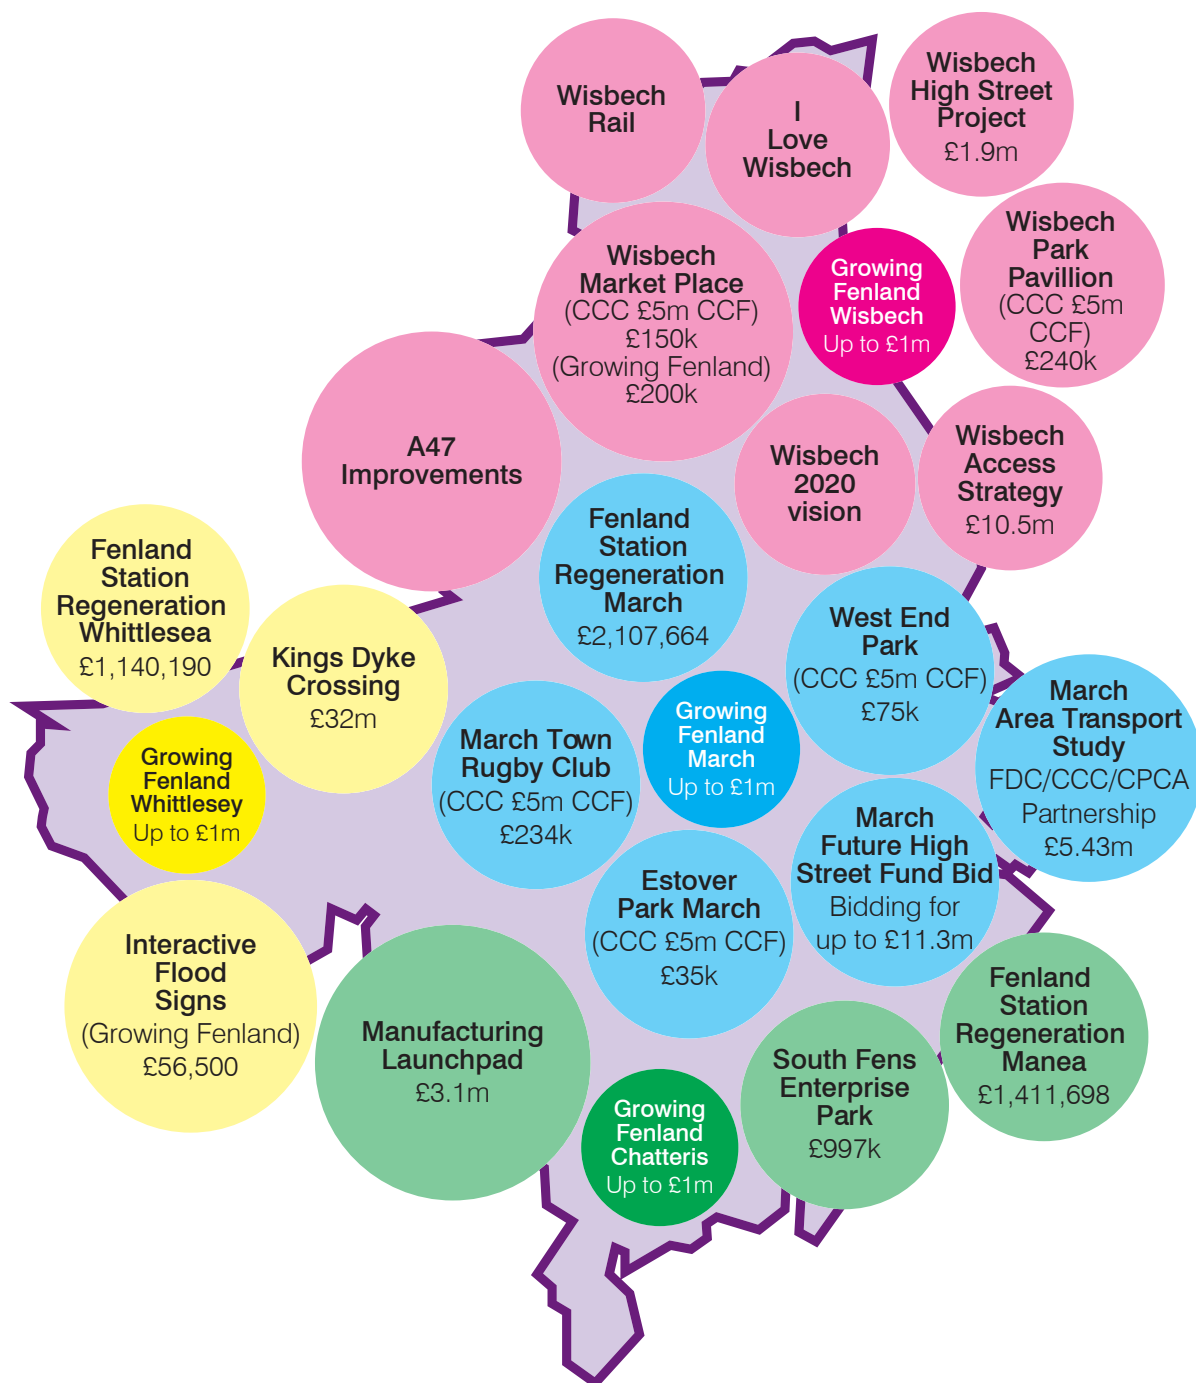 Wisbech
Rail
I
Love
Wisbech
Wisbech
High Street
Project
£1.9m
Wisbech
Market Place
(CCC £5m CCF)
£150k
(Growing Fenland)
£200k
Growing
Fenland
Wisbech
Up to £1m
Wisbech
Park
Pavillion
(CCC £5m
CCF)
£240k
A47
Improvements
Wisbech
2020
vision
Wisbech
Access
Strategy
£10.5m
Fenland
Station
Regeneration
Whittlesea
£1,140,190
Kings Dyke
Crossing
£32m
Fenland
Station
Regeneration
March
£2,107,664
West End
Park
(CCC £5m CCF)
£75k
Growing
Fenland
Whittlesey
Up to £1m
March Town
Rugby Club
(CCC £5m CCF)
£234k
Growing
Fenland
March
Up to £1m
March
Area Transport
Study
FDC/CCC/CPCA
Partnership
£5.43m
March
Future High
Street Fund Bid
Bidding for
up to £11.3m
Interactive
Flood
Signs
(Growing Fenland)
£56,500
Estover
Park March
(CCC £5m CCF)
£35k
Manufacturing
Launchpad
£3.1m
Growing
Fenland
Chatteris
Up to £1m
South Fens
Enterprise
Park
£997k
Fenland
Station
Regeneration
Manea
£1,411,698